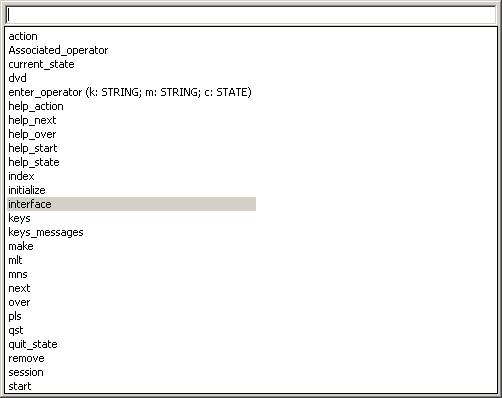 action
Associated_operator
current_state
dvd
enter_operator (k: STRING; m: STRING; c: STATE)
help_action
help_next
help_over
help_start
help_state
index
initialize
interface
keys
keys_messages
make
mlt
mns
next
over
pls
qst
quit_state
remove
session
start